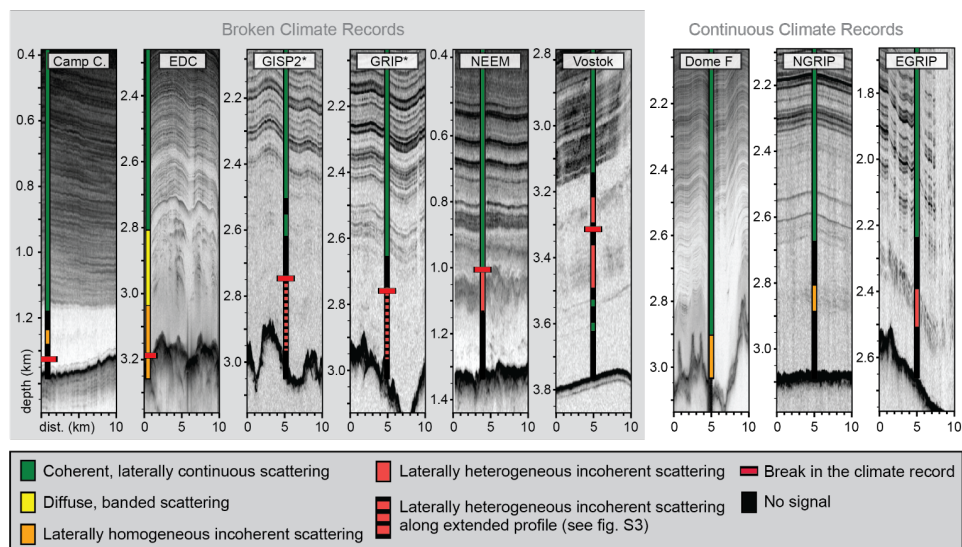 Broken Climate Records
Continuous Climate Records
Camp C.
EDC
GISP2*
GRIP*
NEEM
Vostok
Dome F
NGRIP
EGRIP
0.4
0.6
0.8
1.0
1.2
depth (km)
dist. (km)
10
2.4
2.6
2.8
3.0
3.2
0 5 10
2.2
2.4
2.6
2.8
3.0
0 5 10
2.2
2.4
2.6
2.8
3.0
0 5 10
0.4
0.6
0.8
1.0
1.2
1.4
0 5 10
2.8
3.0
3.2
3.4
3.6
3.8
0 5 10
2.2
2.4
2.6
2.8
3.0
0 5 10
2.2
2.4
2.6
2.8
3.0
0 5 10
1.8
2.0
2.2
2.4
2.6
0 5 10
Coherent, laterally continuous scattering
Diffuse, banded scattering
Laterally homogeneous incoherent scattering
Laterally heterogeneous incoherent scattering
Laterally heterogeneous incoherent scattering
along extended profile (see fig. S3)
Break in the climate record
No signal